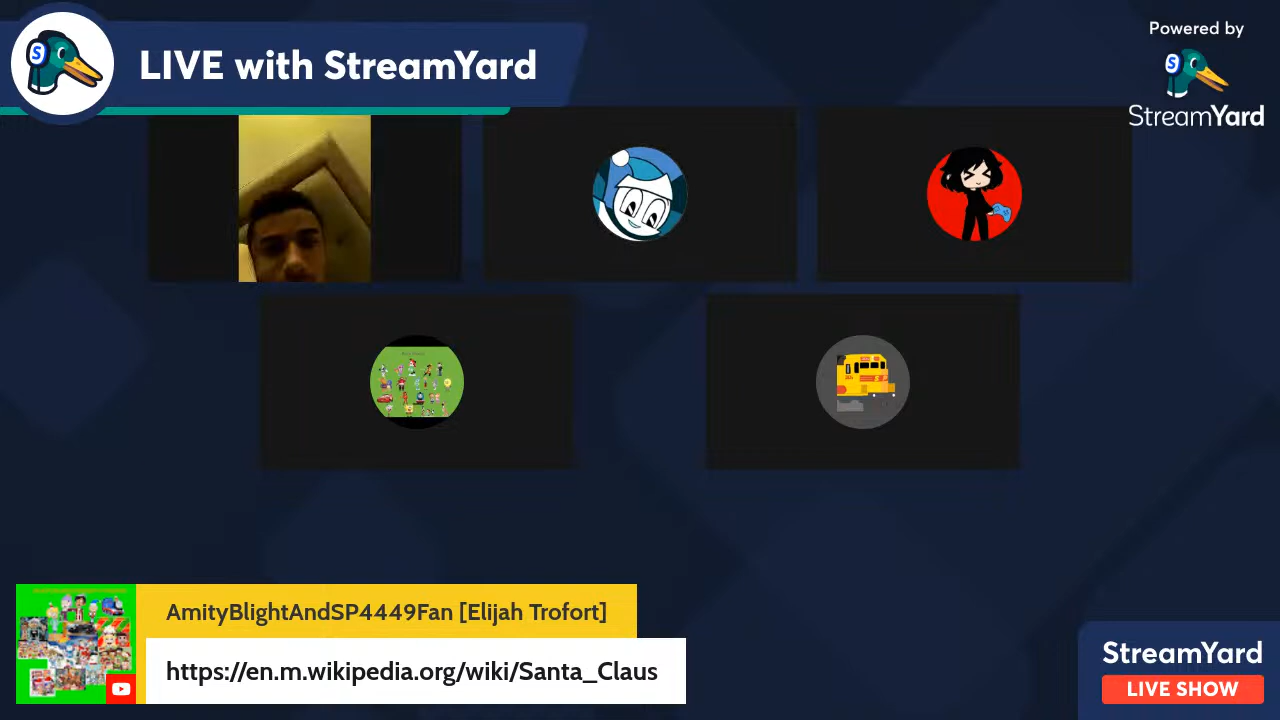 LIVE with StreamYard
Powered by
StreamYard
AmityBlightAndSP4449Fan [Elijah Trofort]
https://en.m.wikipedia.org/wiki/Santa_Claus
StreamYard
LIVE SHOW